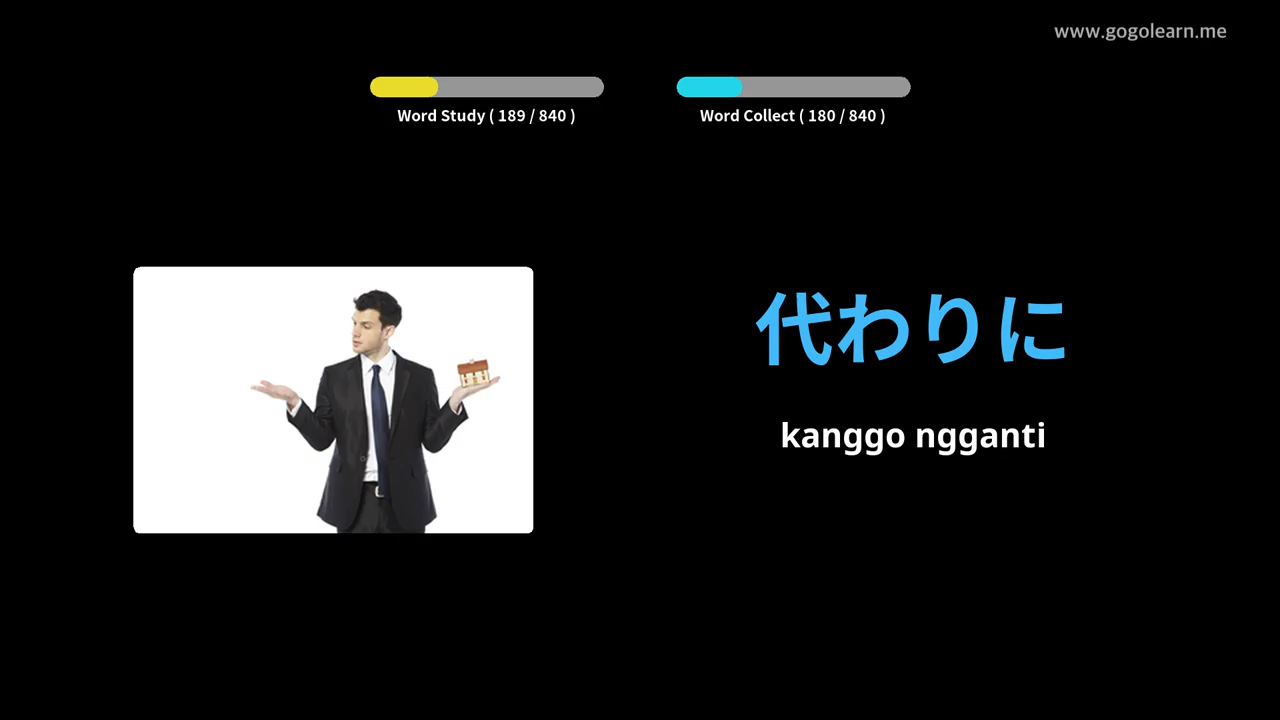 www.gogolearn.me
Word Study ( 189 / 840 )
Word Collect ( 180 / 840 )
代わりに
kanggo ngganti